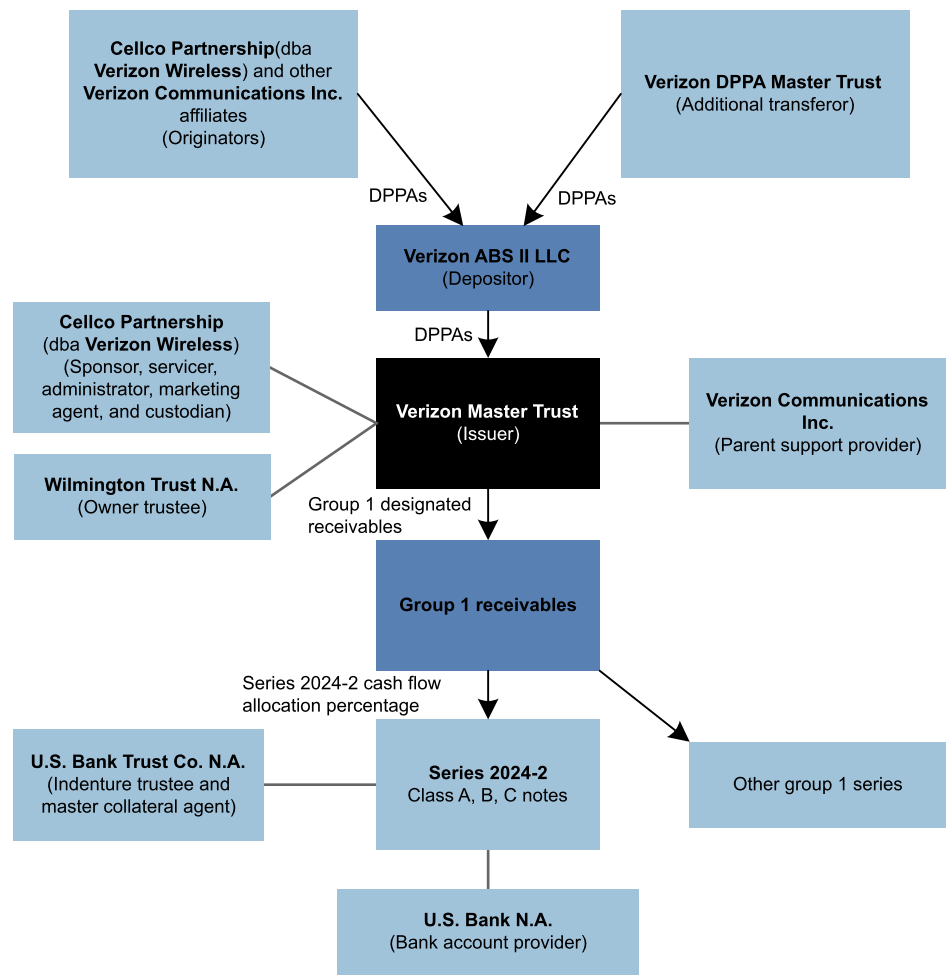 Cellco Partnership(dba
Verizon Wireless) and other
Verizon Communications Inc.
affiliates
(Originators)
Verizon DPPA Master Trust
(Additional transferor)
DPPAs
DPPAs
Verizon ABS II LLC
(Depositor)
DPPAs
Cellco Partnership
(dba Verizon Wireless)
(Sponsor, servicer,
administrator, marketing
agent, and custodian)
Verizon Master Trust
(Issuer)
Verizon Communications
Inc.
(Parent support provider)
Wilmington Trust N.A.
(Owner trustee)
Group 1 designated
receivables
Group 1 receivables
Series 2024-2 cash flow
allocation percentage
U.S. Bank Trust Co. N.A.
(Indenture trustee and
master collateral agent)
Series 2024-2
Class A, B, C notes
Other group 1 series
U.S. Bank N.A.
(Bank account provider)